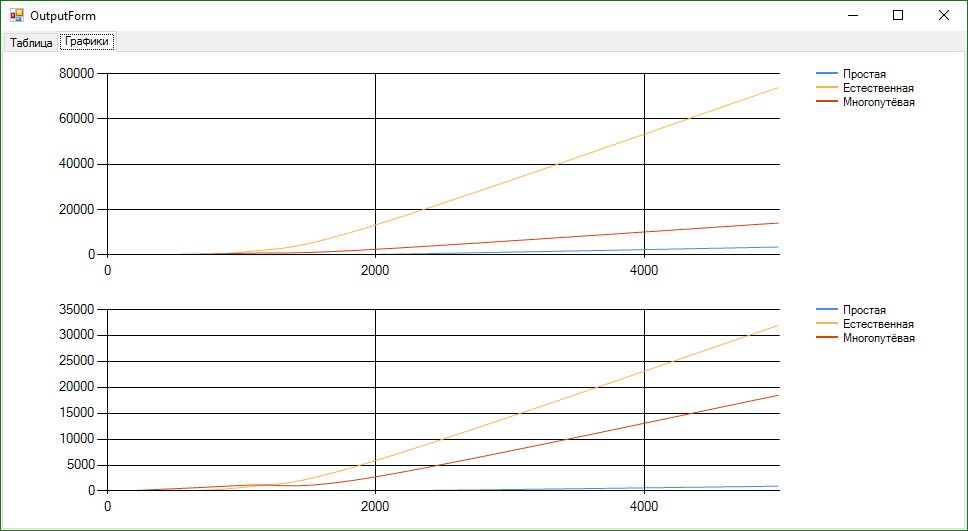 OutputForm
Таблица
Графики
80000
60000
40000
20000
0
0
2000
4000
Простая
Естественная
Многопутёвая
35000
30000
25000
20000
15000
10000
5000
0
0
2000
4000
Простая
Естественная
Многопутёвая